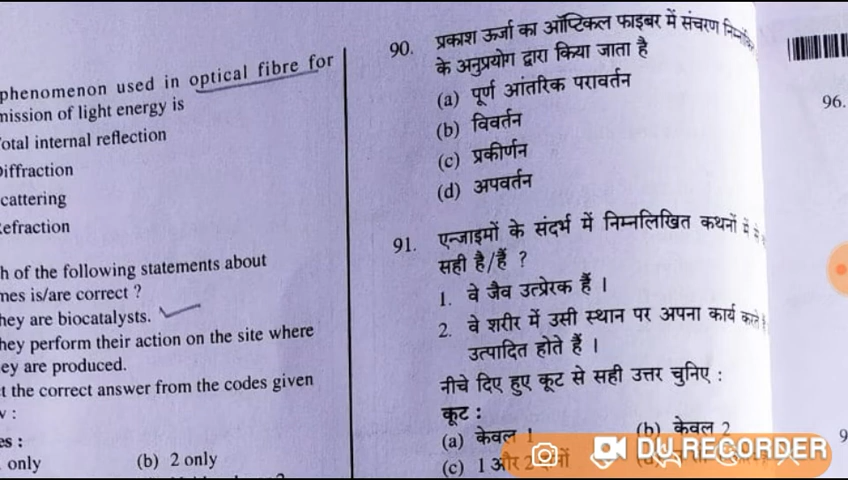 phenomenon used in optical fibre for
mission of light energy is
otal internal reflection
iffraction
cattering
efraction
h of the following statements about
mes is/are correct ?
hey are biocatalysts.
hey perform their action on the site where
ey are produced.
t the correct answer from the codes given
v :
es :
only
(b) 2 only
90. प्रकाश ऊर्जा का ऑप्टिकल फाइबर में संचरण
के अनुप्रयोग द्वारा किया जाता है
(a) पूर्ण आंतरिक परावर्तन
(b) विवर्तन
(c) प्रकीर्णन
(d) अपवर्तन
91. एन्जाइमों के संदर्भ में निम्नलिखित कथनों में
सही है/हैं ?
1. वे जैव उत्प्रेरक हैं ।
2. वे शरीर में उसी स्थान पर अपना कार्य करते
उत्पादित होते हैं ।
नीचे दिए हुए कूट से सही उत्तर चुनिए :
कूट :
(a) केवल 1
(b) केवल 2
(c) 1 और 2
96.
9
DU RECORDER